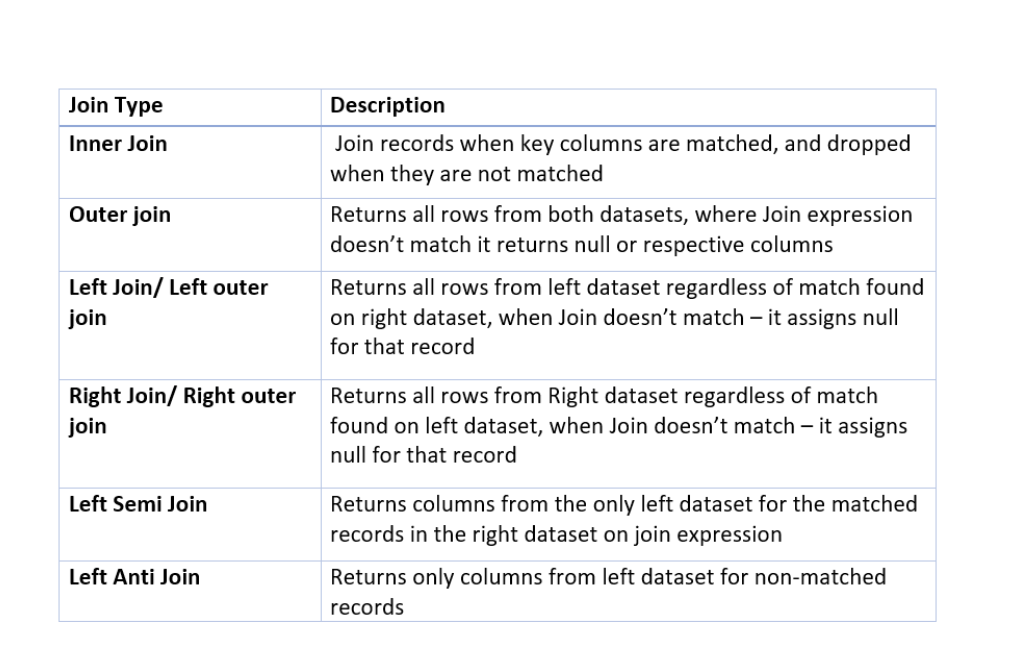 Join Type
Description
Inner Join
Join records when key columns are matched, and dropped
when they are not matched
Outer join
Returns all rows from both datasets, where Join expression
doesn’t match it returns null or respective columns
Left Join/ Left outer
join
Returns all rows from left dataset regardless of match found
on right dataset, when Join doesn’t match – it assigns null
for that record
Right Join/ Right outer
join
Returns all rows from Right dataset regardless of match
found on left dataset, when Join doesn’t match – it assigns
null for that record
Left Semi Join
Returns columns from the only left dataset for the matched
records in the right dataset on join expression
Left Anti Join
Returns only columns from left dataset for non-matched
records